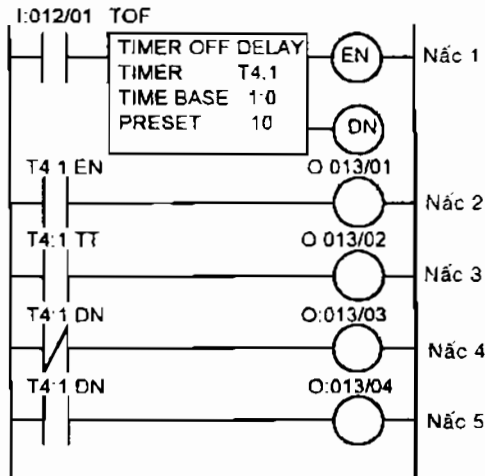 I:012/01 TOF
TIMER OFF DELAY
TIMER T4.1
TIME BASE 1:0
PRESET 10
EN
Nấc 1
DN
T4 1 EN
O 013/01
Nấc 2
T4:1 TT
O 013/02
Nấc 3
T4:1 DN
O:013/03
Nấc 4
T4:1 DN
O:013/04
Nấc 5